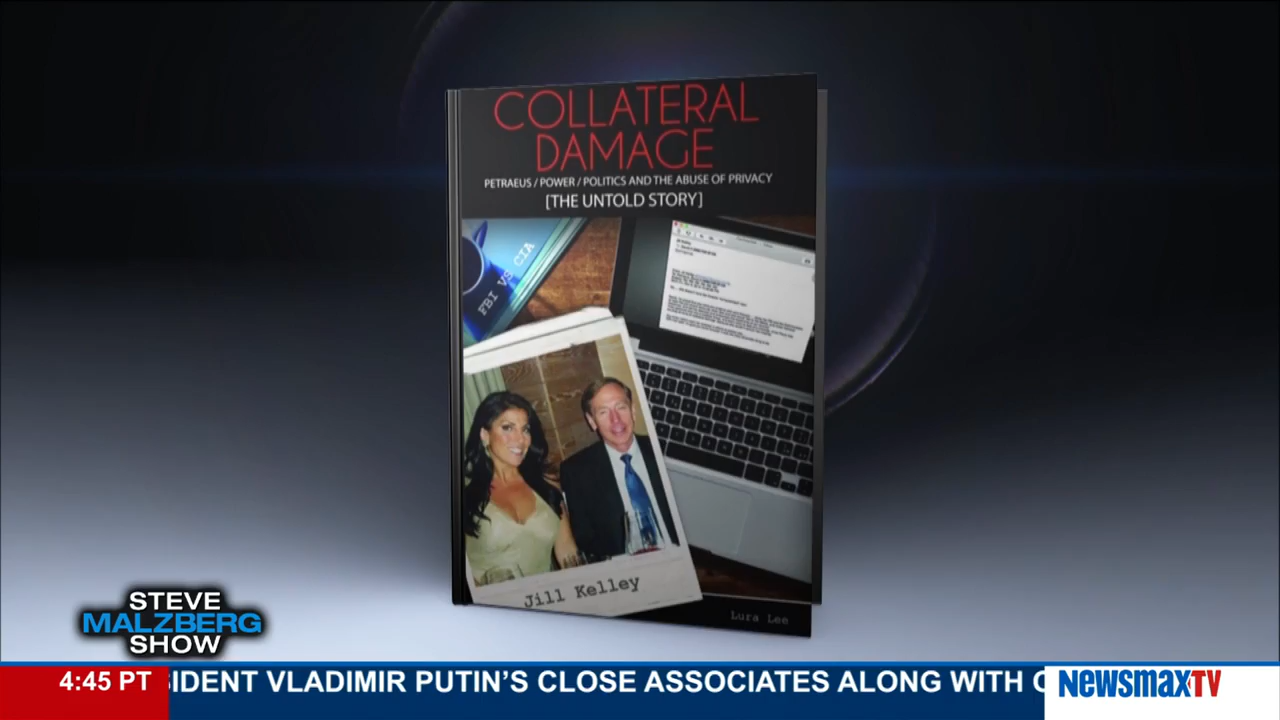 COLLATERAL
DAMAGE
PETRAEUS / POWER / POLITICS AND THE ABUSE OF PRIVACY
[THE UNTOLD STORY]
FBI VS CIA
Jill Kelley
Lura Lee
STEVE
MALZBERG
SHOW
4:45 PT
SIDENT VLADIMIR PUTIN'S CLOSE ASSOCIATES ALONG WITH
NEWSMAXTV